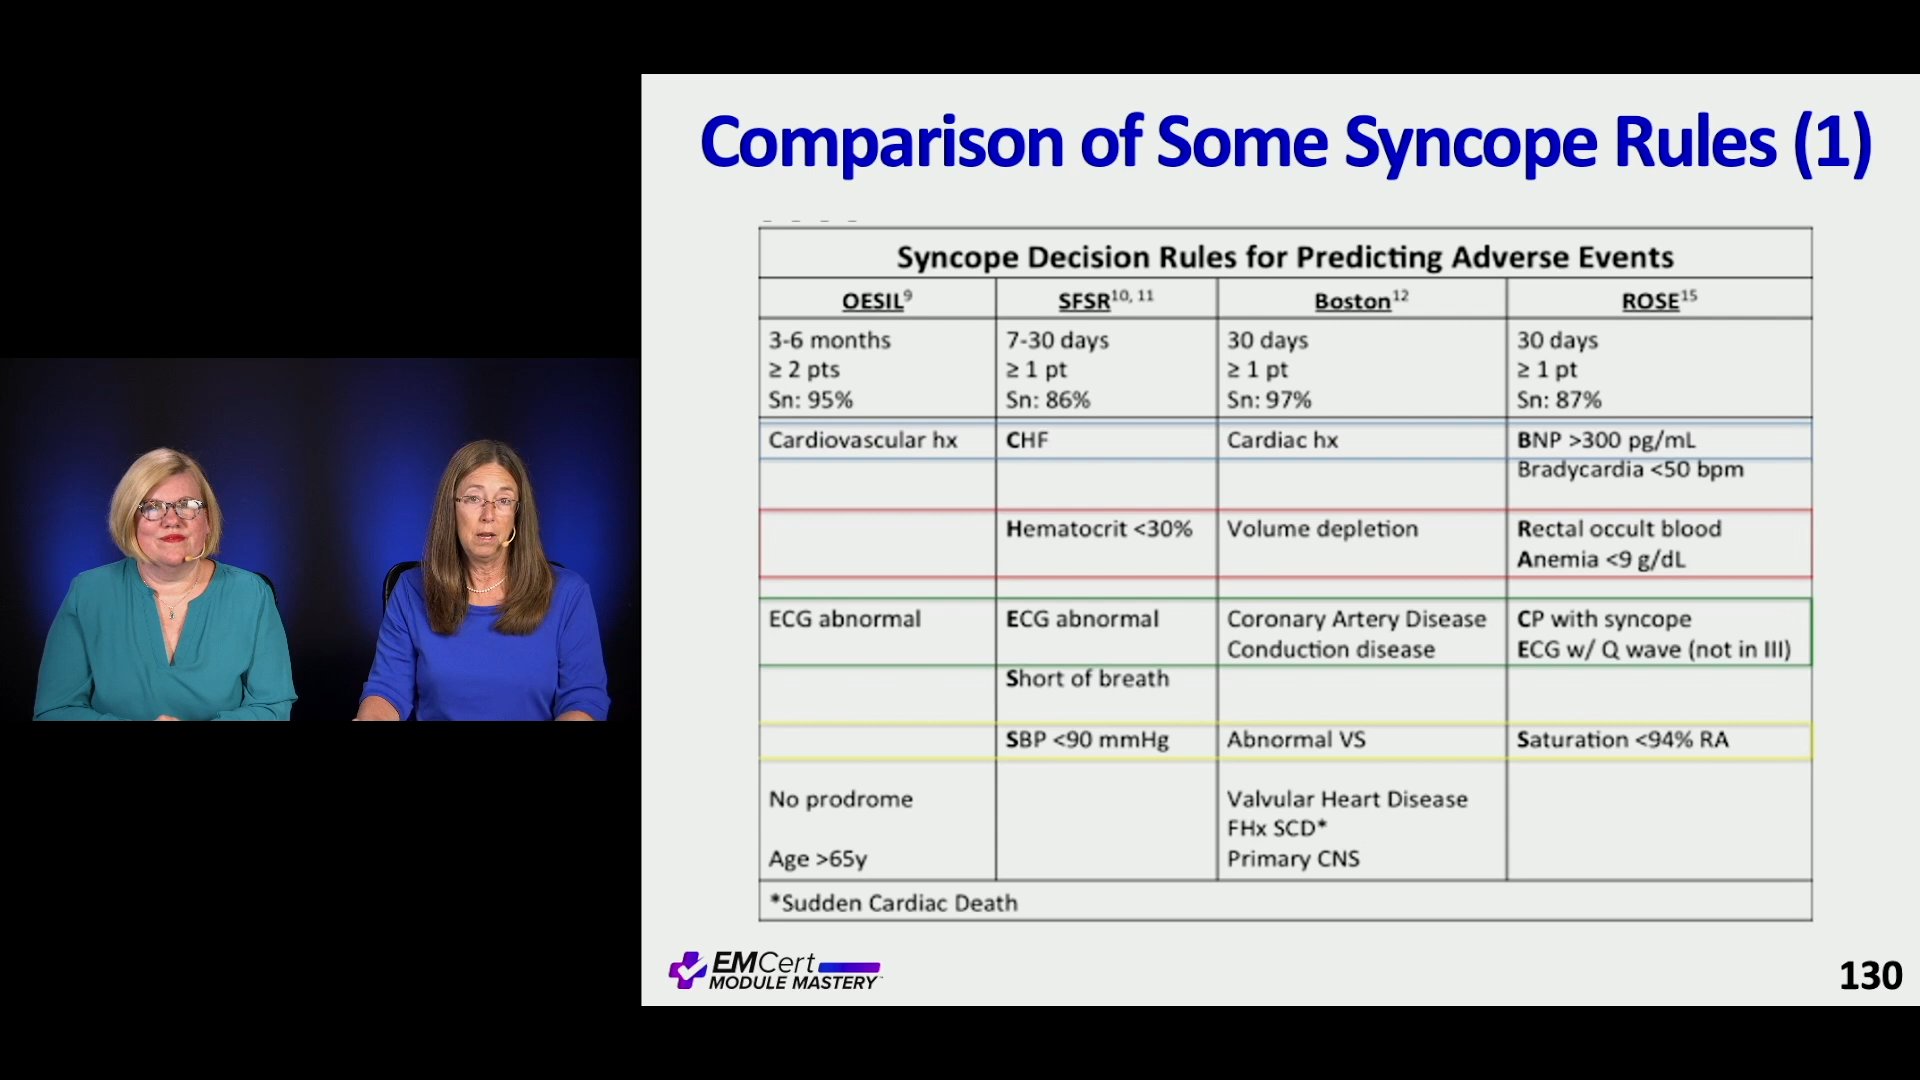 Comparison of Some Syncope Rules (1)
Syncope Decision Rules for Predicting Adverse Events
OESIL9 SFSR10, 11 Boston12 ROSE15
3-6 months 7-30 days 30 days 30 days
≥ 2 pts ≥ 1 pt ≥ 1 pt ≥ 1 pt
Sn: 95% Sn: 86% Sn: 97% Sn: 87%
Cardiovascular hx CHF Cardiac hx BNP >300 pg/mL
Bradycardia <50 bpm
Hematocrit <30% Volume depletion Rectal occult blood
Anemia <9 g/dL
ECG abnormal ECG abnormal Coronary Artery Disease CP with syncope
Conduction disease ECG w/ Q wave (not in III)
Short of breath
SBP <90 mmHg Abnormal VS Saturation <94% RA
No prodrome Valvular Heart Disease
FHx SCD*
Age >65y Primary CNS
*Sudden Cardiac Death
EMCert
MODULE MASTERY
130